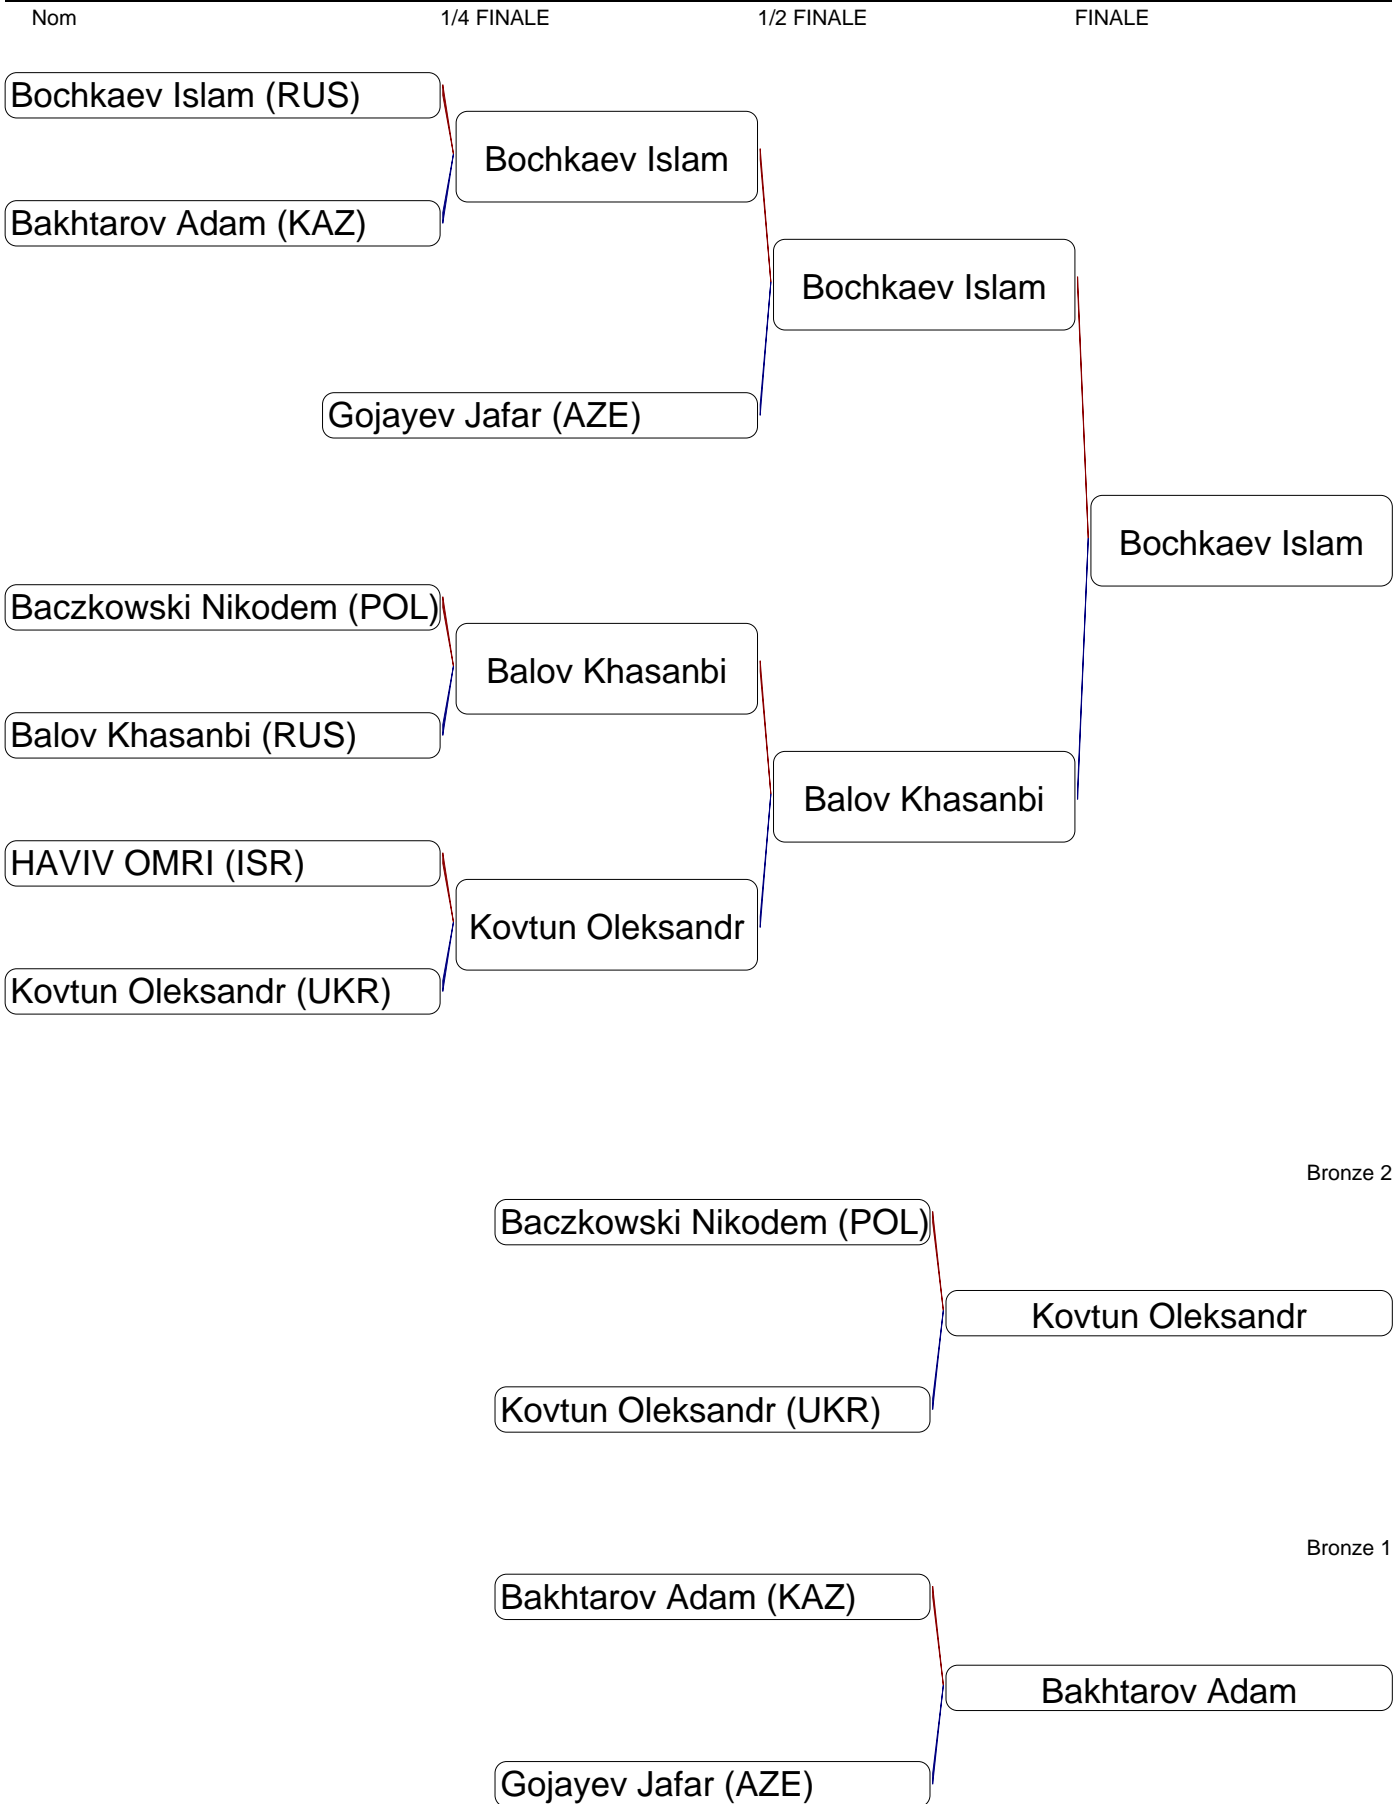 Nom 1/4 FINALE 1/2 FINALE FINALE
Bochkaev Islam (RUS)
Bochkaev Islam
Bakhtarov Adam (KAZ)
Bochkaev Islam
Gojayev Jafar (AZE)
Bochkaev Islam
Baczkowski Nikodem (POL)
Balov Khasanbi
Balov Khasanbi (RUS)
Balov Khasanbi
HAVIV OMRI (ISR)
Kovtun Oleksandr
Kovtun Oleksandr (UKR)
Bronze 2
Baczkowski Nikodem (POL)
Kovtun Oleksandr
Kovtun Oleksandr (UKR)
Bronze 1
Bakhtarov Adam (KAZ)
Bakhtarov Adam
Gojayev Jafar (AZE)